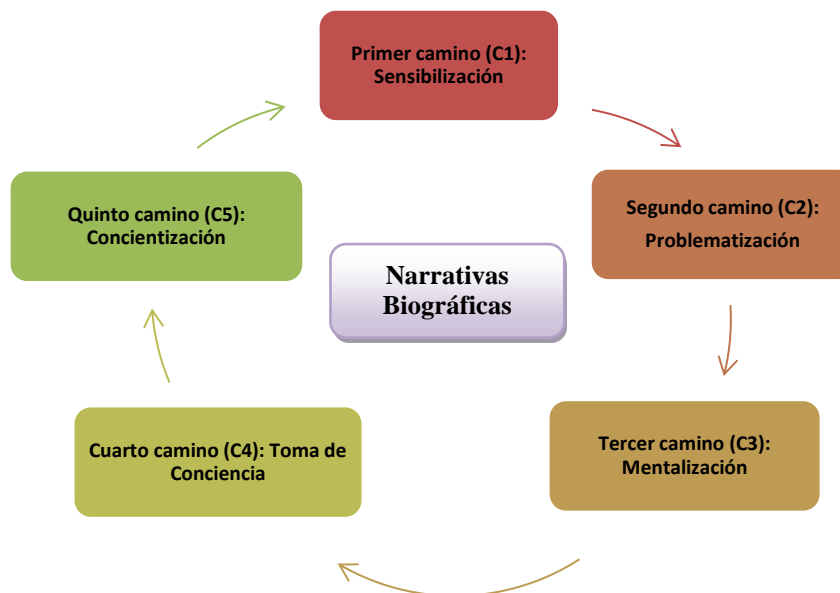 Primer camino (C1):
Sensibilización
Segundo camino (C2):
Problematización
Tercer camino (C3):
Mentalización
Cuarto camino (C4): Toma de
Conciencia
Quinto camino (C5):
Concientización
Narrativas
Biográficas